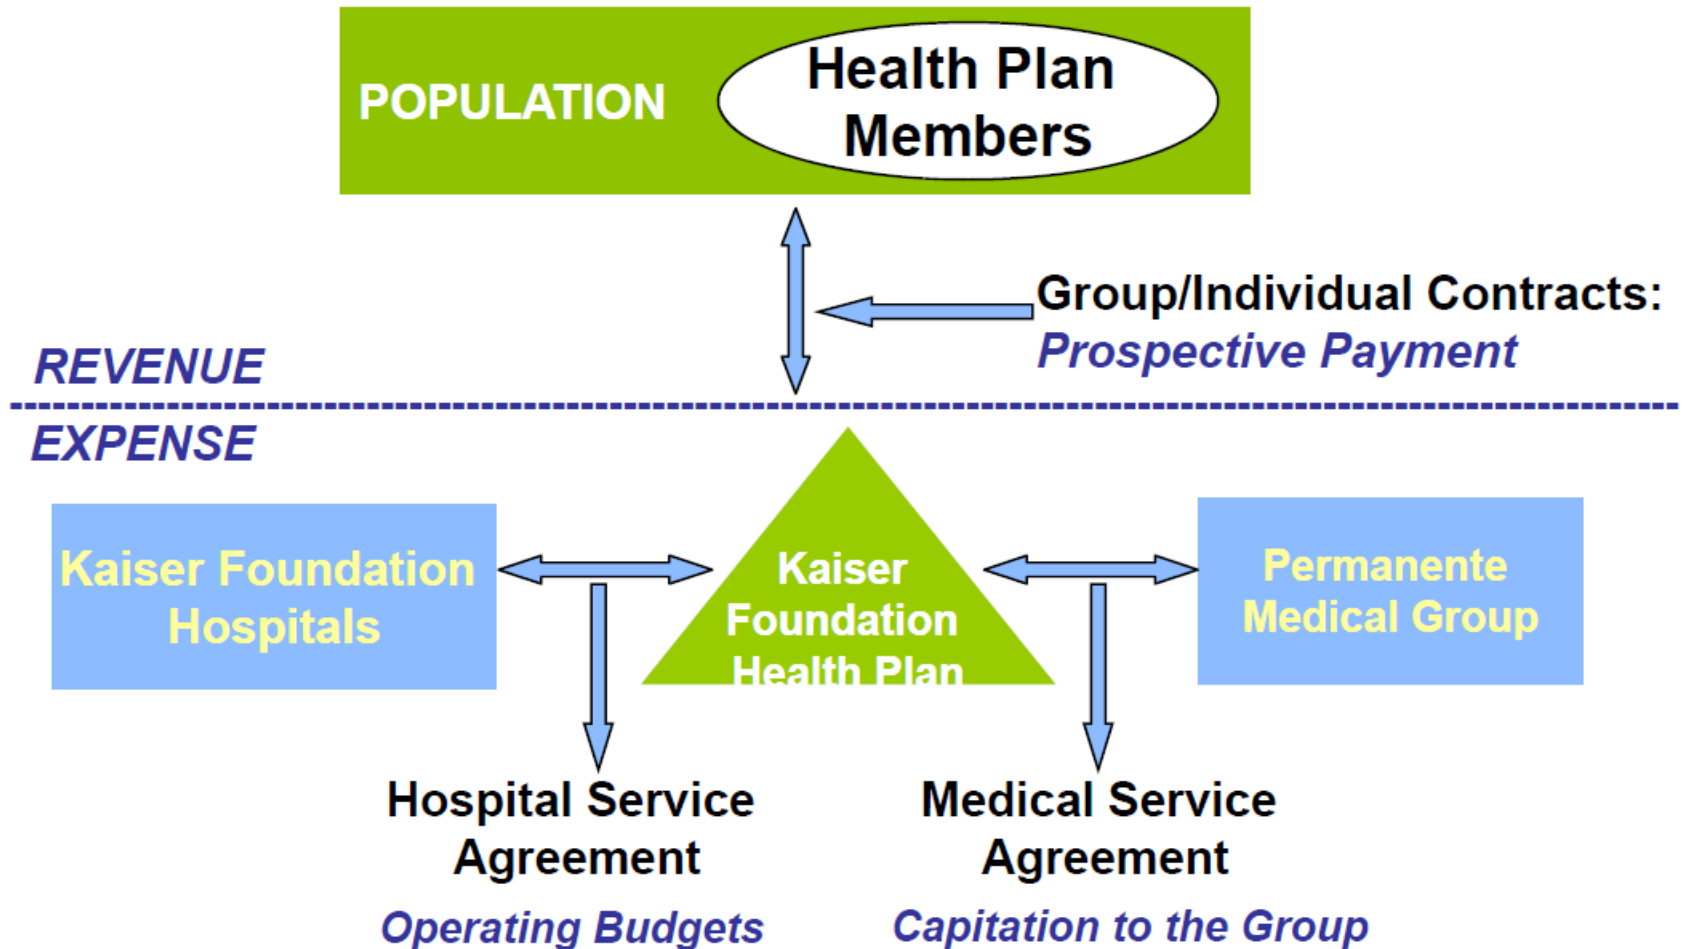 POPULATION
Health Plan
Members
Group/Individual Contracts:
Prospective Payment
REVENUE
EXPENSE
Kaiser Foundation
Hospitals
Kaiser
Foundation
Health Plan
Permanente
Medical Group
Hospital Service
Agreement
Operating Budgets
Medical Service
Agreement
Capitation to the Group